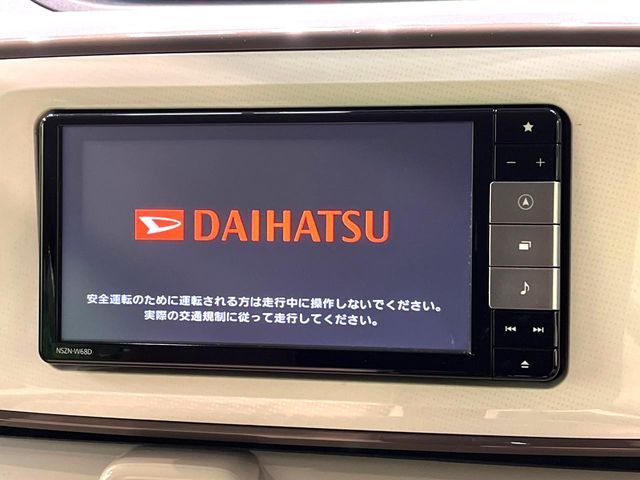 DAIHATSU
安全運転のために運転される方は走行中に操作しないでください。
実際の交通規制に従って走行してください。
NSZN-W68D